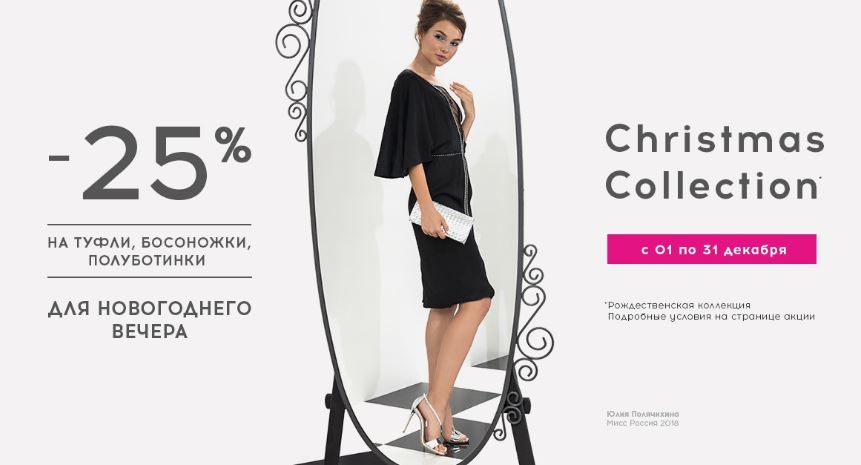 -25%
НА ТУФЛИ, БОСОНОЖКИ,
ПОЛУБОТИНКИ
ДЛЯ НОВОГОДНЕГО
ВЕЧЕРА
Christmas
Collection*
с 01 по 31 декабря
*Рождественская коллекция
Подробные условия на странице акции
Юлия Полячихина
Мисс Россия 2018